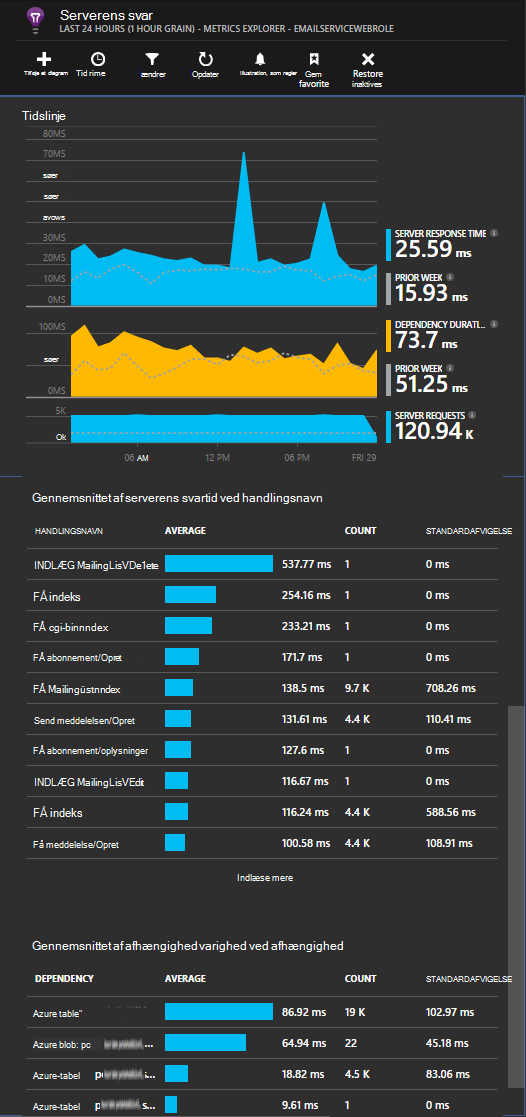 Serverens svar
LAST 24 HOURS (1 HOUR GRAIN) - METRICS EXPLORER - EMAILSERVICEWEBROLE
Tilføje et diagram
Tid rime
ændrer
Opdater
Illustration, som regler
Gem favorite
Restore inaktives
Tidslinje
80MS
70MS
søer
søer
avows
30MS
20MS
10MS
0MS
SERVER RESPONSE TIME
25.59 ms
PRIOR WEEK
15.93 ms
100MS
søer
0MS
DEPENDENCY DURATI...
73.7 ms
PRIOR WEEK
51.25 ms
5K
Ok
SERVER REQUESTS
120.94 K
06 AM 12 PM 06 PM FRI 29
Gennemsnittet af serverens svartid ved handlingsnavn
HANDLINGSNAVN AVERAGE COUNT STANDARDAFVIGELSE
INDLÆG MailingLisVDe1ete 537.77 ms 1 0 ms
FÅ indeks 254.16 ms 1 0 ms
FÅ cgi-binnndex 233.21 ms 1 0 ms
FÅ abonnement/Opret 171.7 ms 1 0 ms
FÅ Mailingüstnndex 138.5 ms 9.7 K 708.26 ms
Send meddelelsen/Opret 131.61 ms 4.4 K 110.41 ms
FÅ abonnement/oplysninger 127.6 ms 1 0 ms
INDLÆG MailingLisVEdit 116.67 ms 1 0 ms
FÅ indeks 116.24 ms 4.4 K 588.56 ms
Få meddelelse/Opret 100.58 ms 4.4 K 108.91 ms
Indlæse mere
Gennemsnittet af afhængighed varighed ved afhængighed
DEPENDENCY AVERAGE COUNT STANDARDAFVIGELSE
Azure table" 86.92 ms 19 K 102.97 ms
Azure blob: pc ... 64.94 ms 22 45.18 ms
Azure-tabel p i... 18.82 ms 4.5 K 83.06 ms
Azure-tabel p s... 9.61 ms 1 0 ms